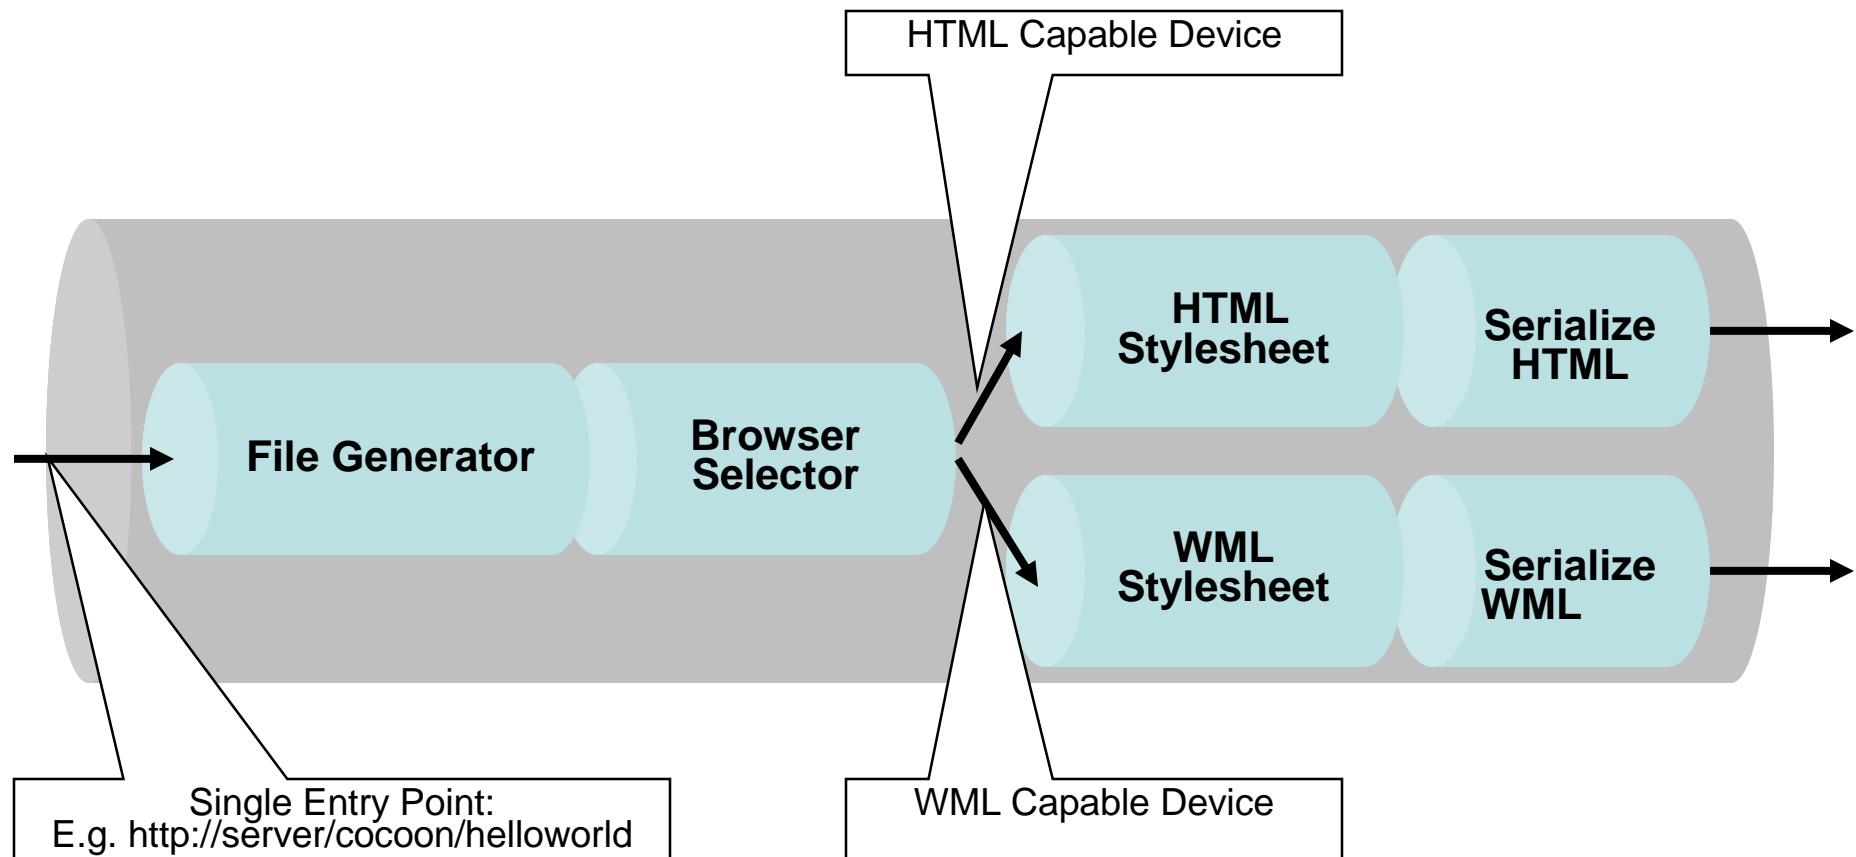 HTML Capable Device
HTML
Stylesheet
Serialize
HTML
File Generator
Browser
Selector
WML
Stylesheet
Serialize
WML
Single Entry Point:
E.g. http://server/cocoon/helloworld
WML Capable Device